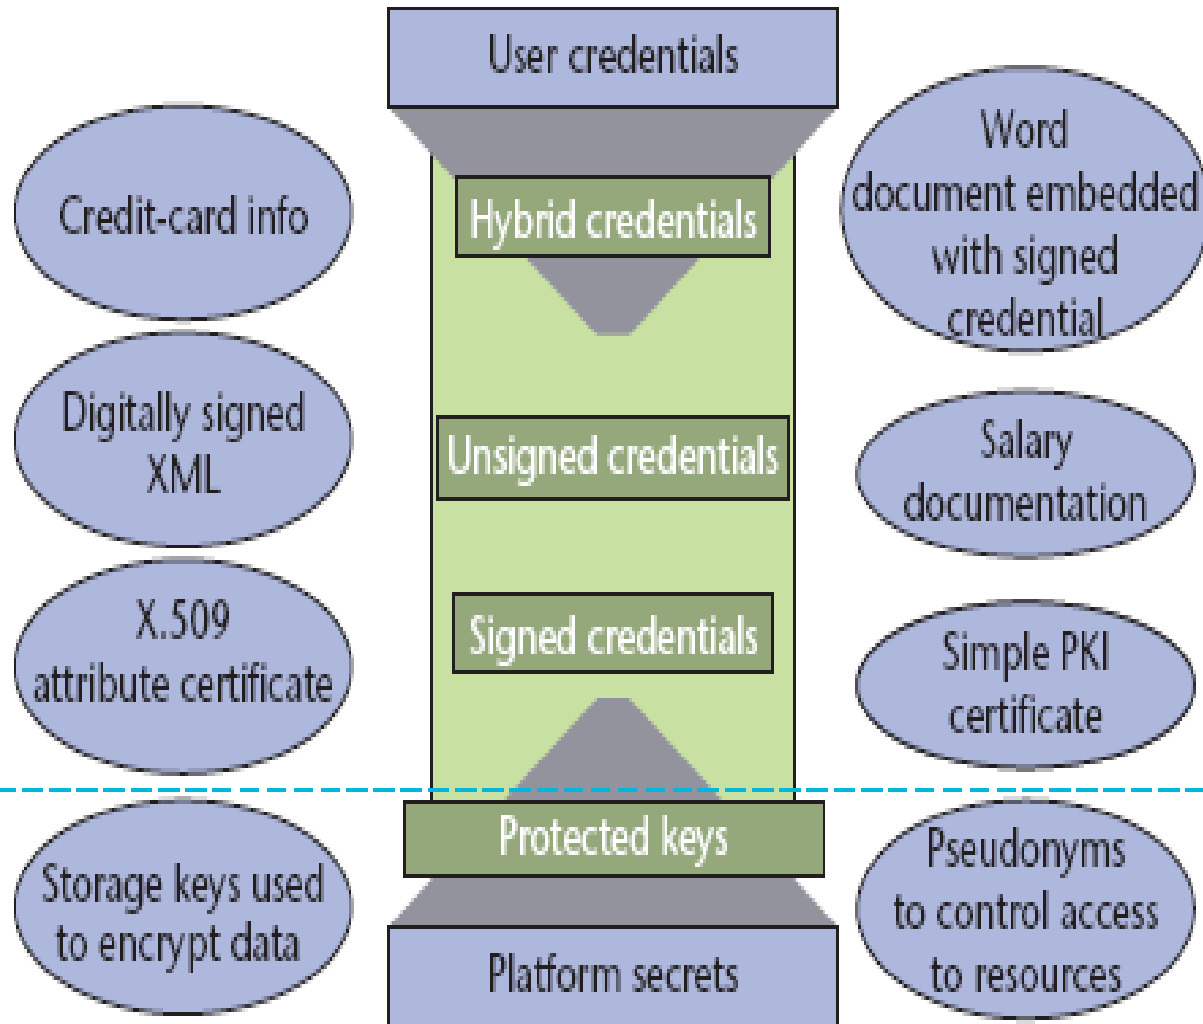 User credentials
Credit-card info
Hybrid credentials
Word
document embedded
with signed
credential
Digitally signed
XML
Unsigned credentials
Salary
documentation
X.509
attribute certificate
Signed credentials
Simple PKI
certificate
Storage keys used
to encrypt data
Protected keys
Platform secrets
Pseudonyms
to control access
to resources